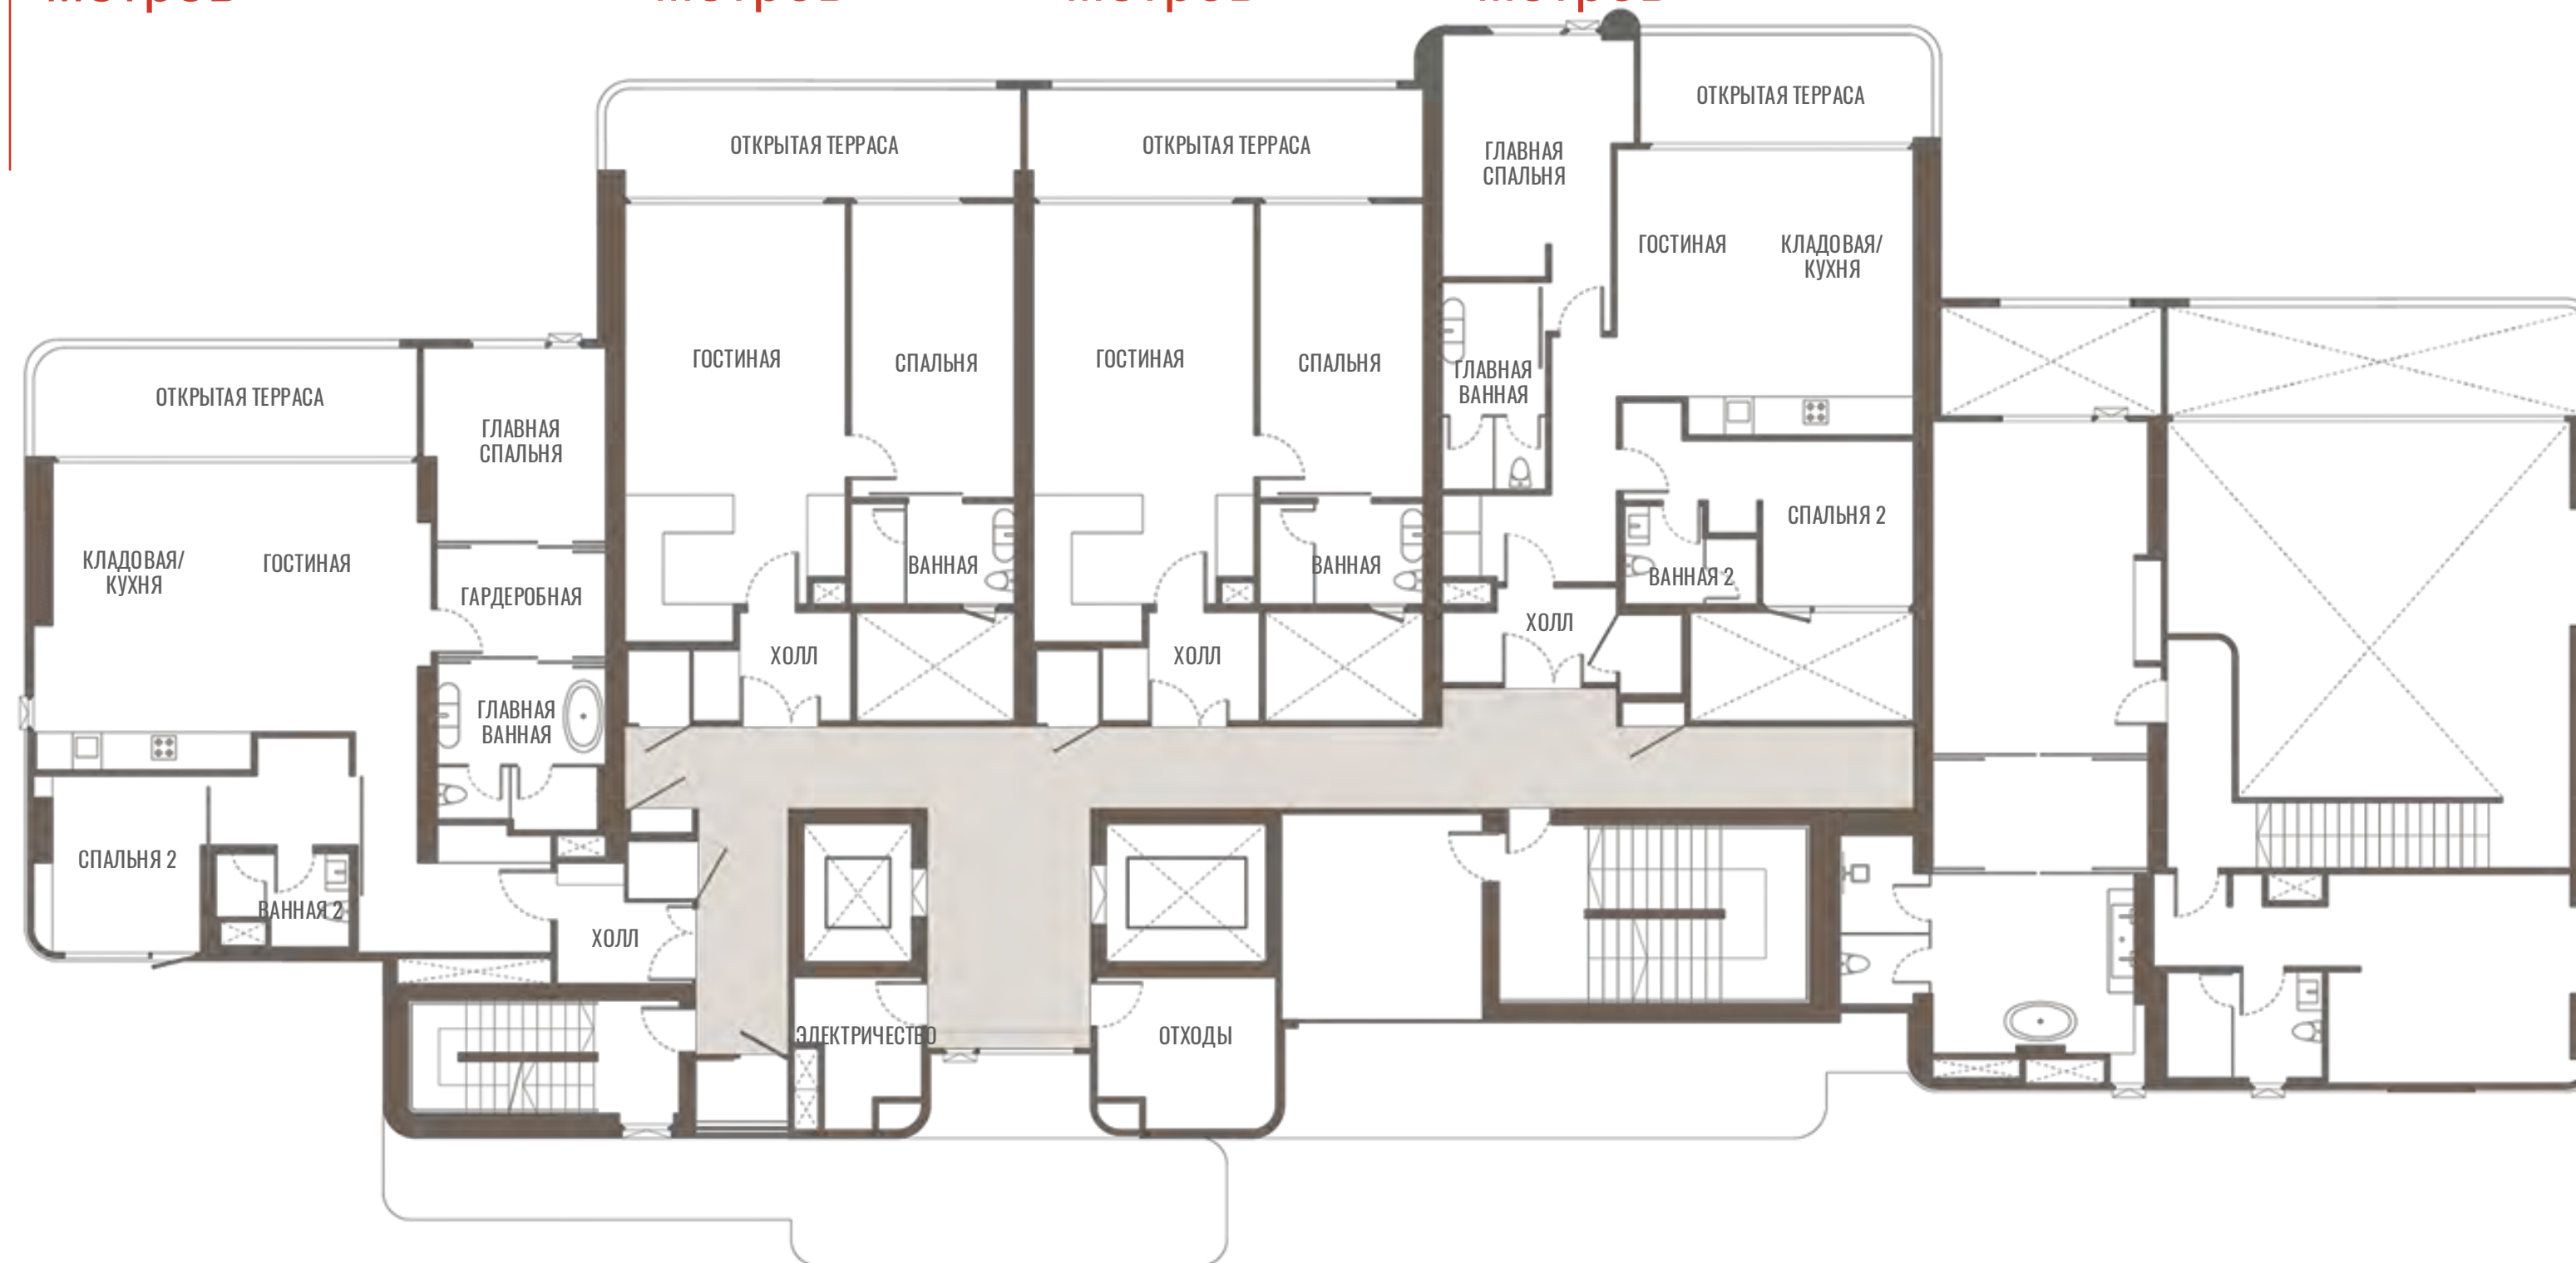 ОТКРЫТАЯ ТЕРРАСА
КЛАДОВАЯ/
КУХНЯ
ГОСТИНАЯ
ГЛАВНАЯ
СПАЛЬНЯ
ГАРДЕРОБНАЯ
ГЛАВНАЯ
ВАННАЯ
СПАЛЬНЯ 2
ВАННАЯ 2
ХОЛЛ
ОТКРЫТАЯ ТЕРРАСА
ГОСТИНАЯ
СПАЛЬНЯ
ВАННАЯ
ХОЛЛ
ОТКРЫТАЯ ТЕРРАСА
ГОСТИНАЯ
СПАЛЬНЯ
ВАННАЯ
ХОЛЛ
ГЛАВНАЯ
СПАЛЬНЯ
ОТКРЫТАЯ ТЕРРАСА
ГОСТИНАЯ
КЛАДОВАЯ/
КУХНЯ
ГЛАВНАЯ
ВАННАЯ
СПАЛЬНЯ 2
ВАННАЯ 2
ХОЛЛ
ЭЛЕКТРИЧЕСТВО
ОТХОДЫ